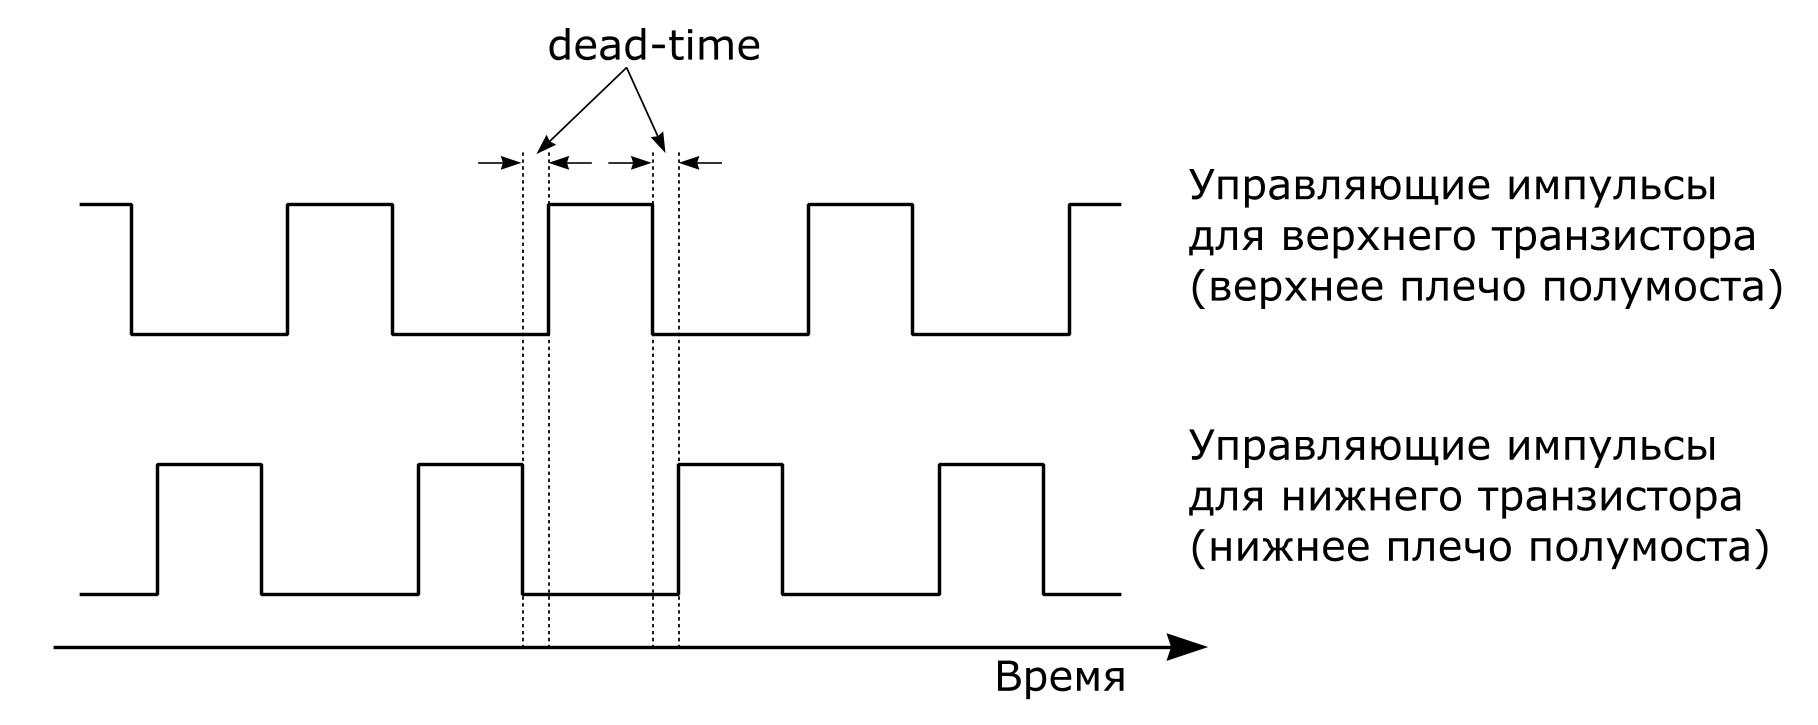 dead-time
Управляющие импульсы
для верхнего транзистора
(верхнее плечо полумоста)
Управляющие импульсы
для нижнего транзистора
(нижнее плечо полумоста)
Время